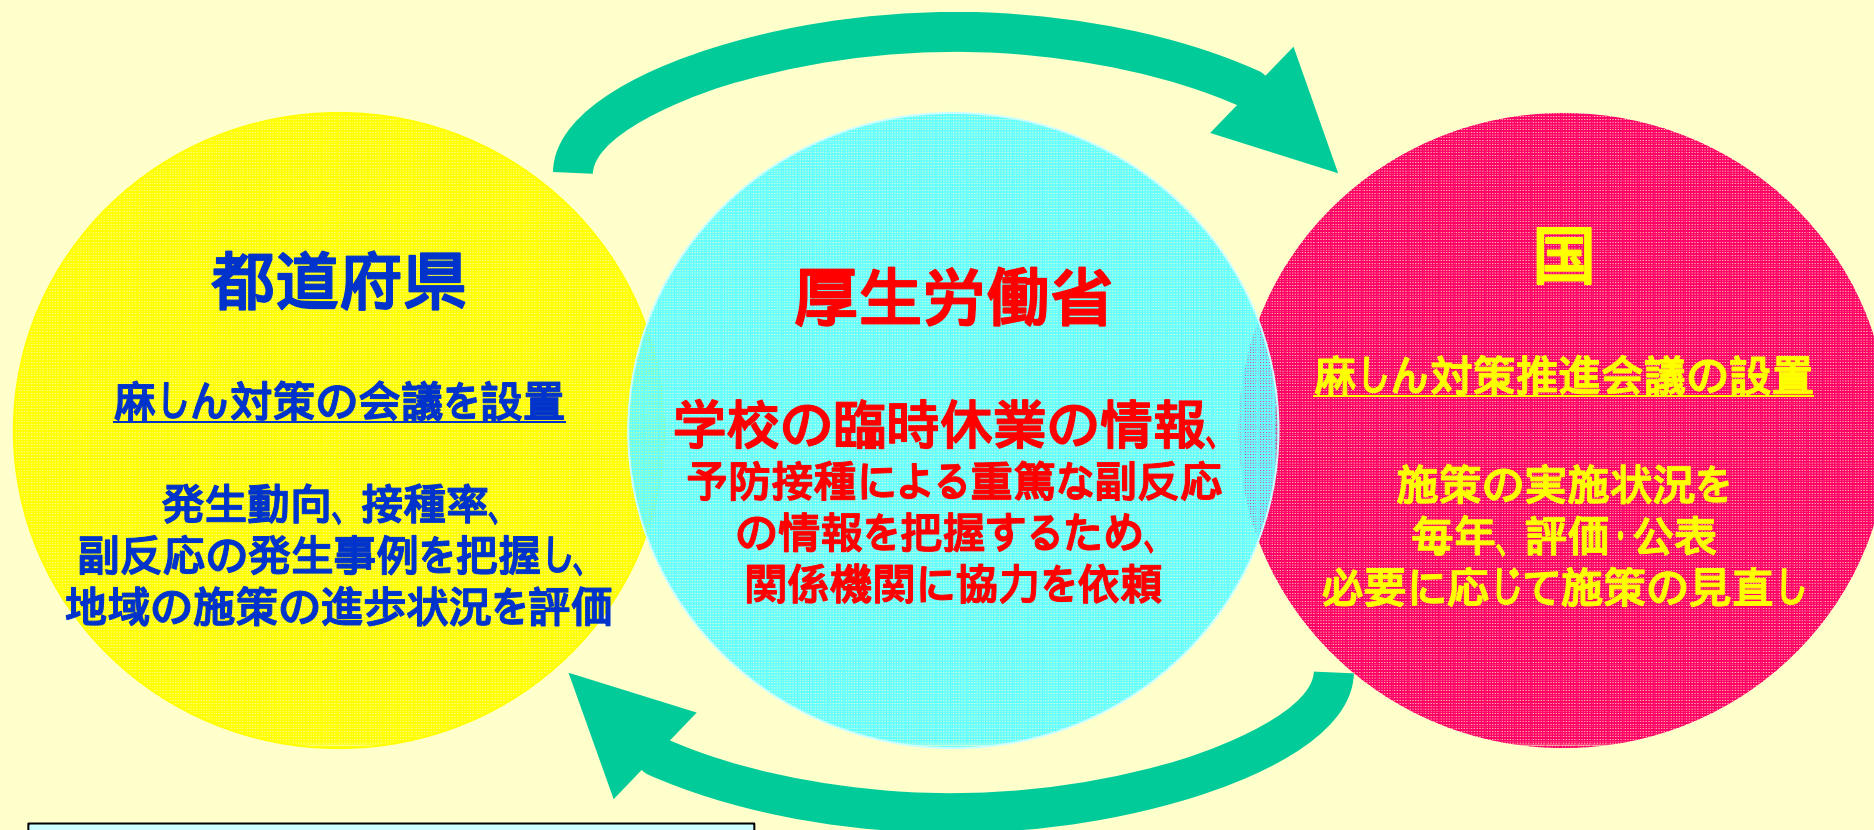 都道府県
麻しん対策の会議を設置
発生動向、接種率、
副反応の発生事例を把握し、
地域の施策の進歩状況を評価
厚生労働省
学校の臨時休業の情報、
予防接種による重篤な副反応
の情報を把握するため、
関係機関に協力を依頼
国
麻しん対策推進会議の設置
施策の実施状況を
毎年、評価・公表
必要に応じて施策の見直し